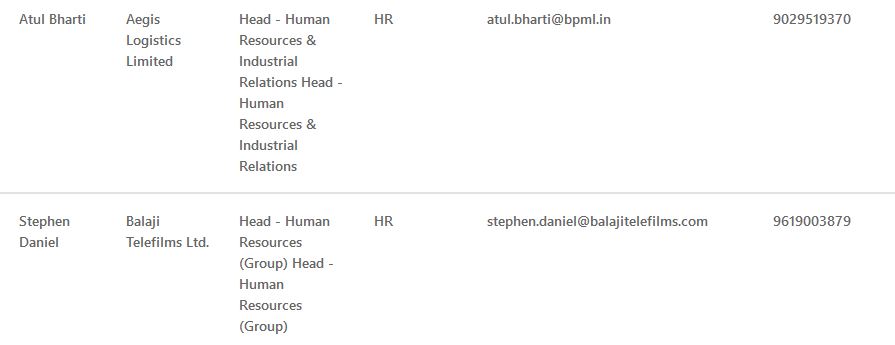 Atul Bharti
Aegis
Logistics
Limited
Head - Human
Resources &
Industrial
Relations Head -
Human
Resources &
Industrial
Relations
HR
atul.bharti@bpml.in
9029519370
Stephen
Daniel
Balaji
Telefilms Ltd.
Head - Human
Resources
(Group) Head -
Human
Resources
(Group)
HR
stephen.daniel@balajitelefilms.com
9619003879